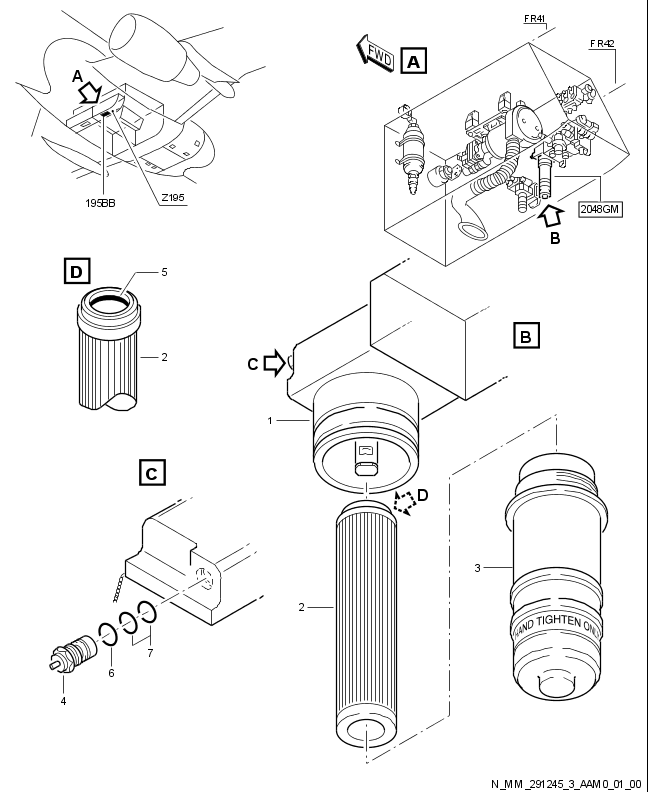 FR41
FR42
FWD
A
A
195BB
Z195
2048GM
B
D
5
2
B
C
1
C
D
3
2
HAND TIGHTEN ONLY
7
6
4
N_MM_291245_3_AAM0_01_00